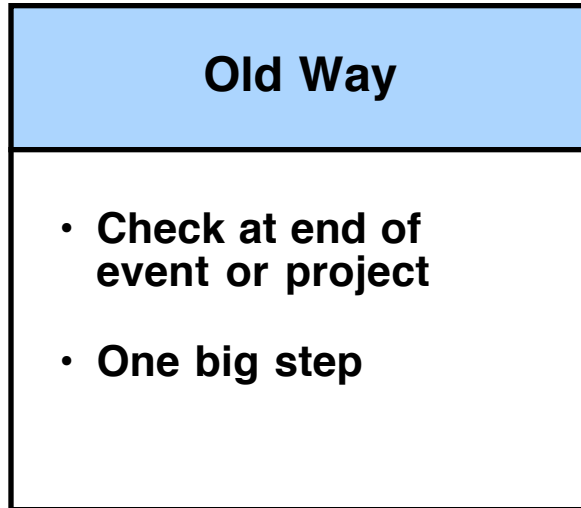 Old Way
• Check at end of
event or project
• One big step